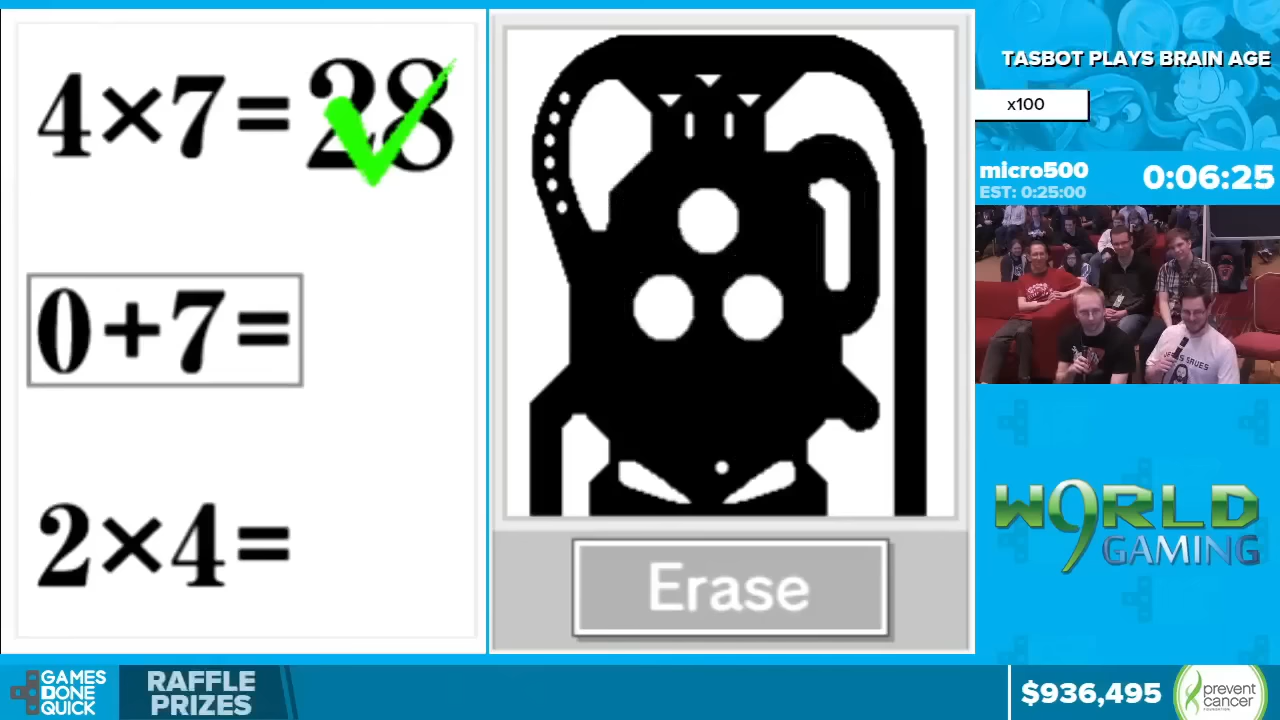 4×7=28
0+7=
2×4=
Erase
TASBOT PLAYS BRAIN AGE
x100
micro500
EST: 0:25:00
0:06:25
W9RLD
GAMING
GAMES
DONE
QUICK
RAFFLE
PRIZES
$936,495
prevent
cancer